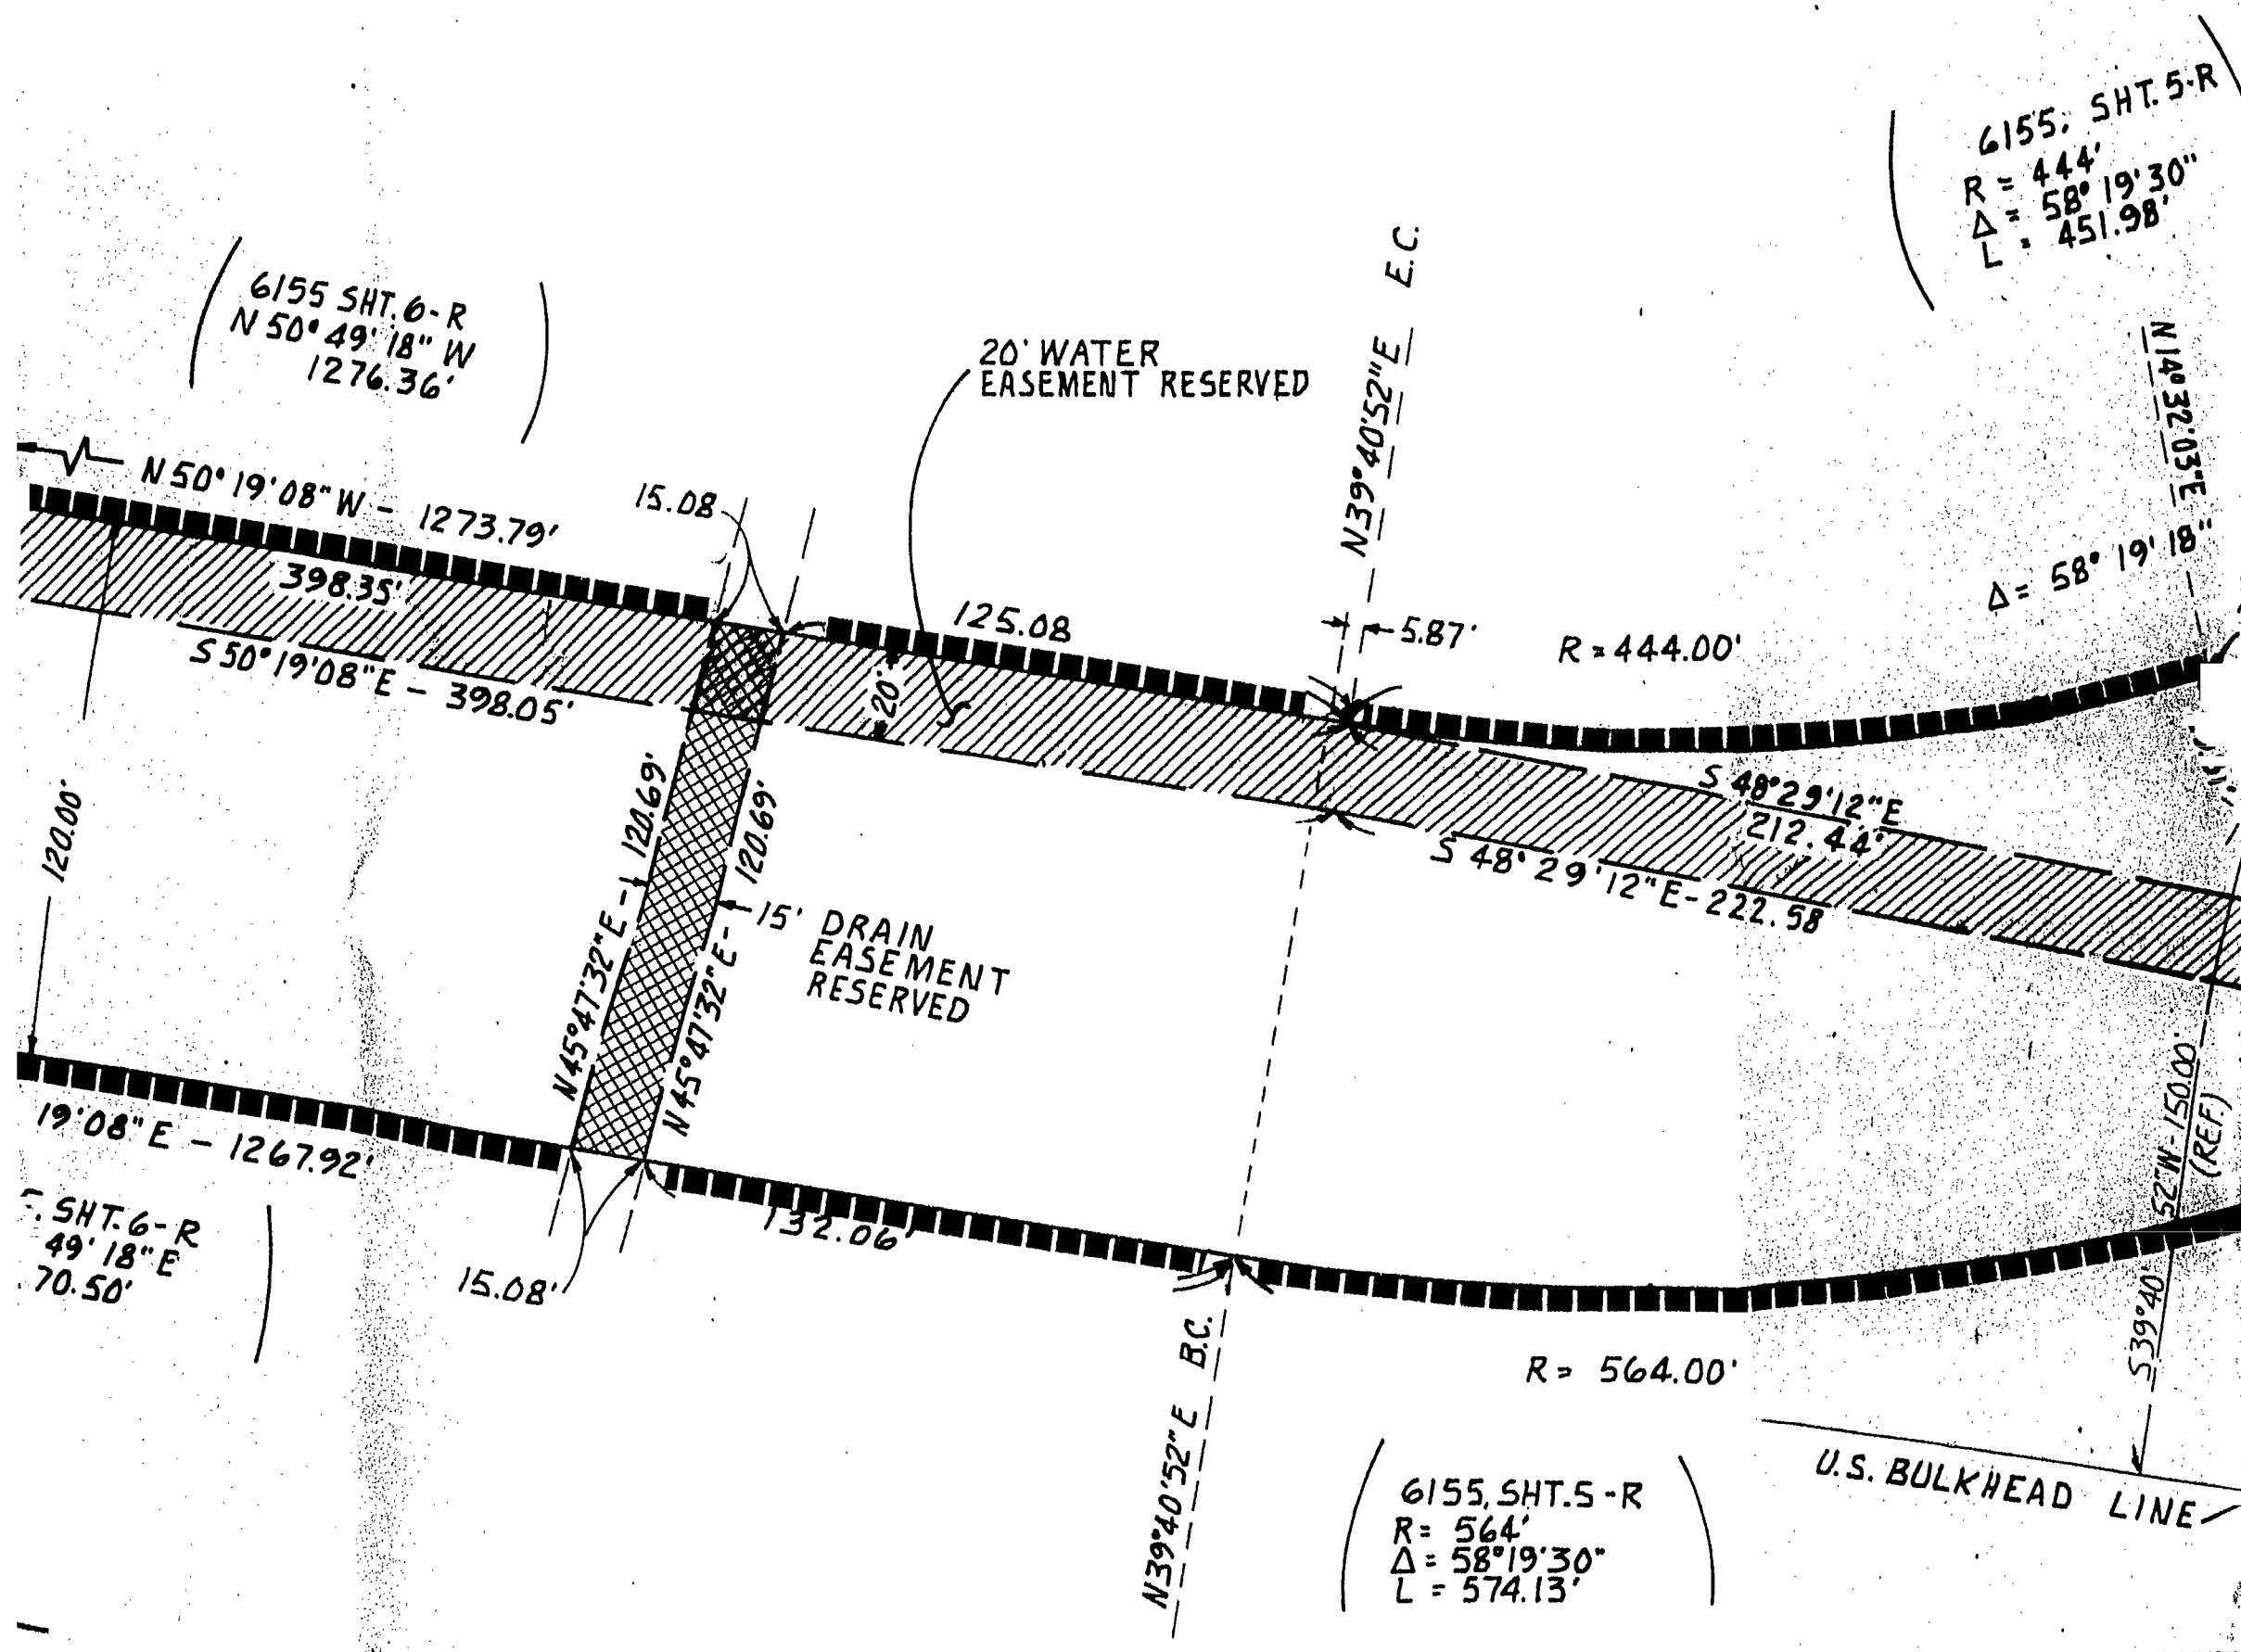 6155, SHT. 5-R
R = 444'
Δ = 58° 19' 30"
L = 451.98'
6155 SHT. 6-R
N 50° 49' 18" W
1276.36'
20' WATER
EASEMENT RESERVED
N39°40'52"E E.C.
N 14° 32' 03" E
N 50° 19' 08" W - 1273.79'
15.08
398.35'
125.08
5.87'
R = 444.00'
Δ = 58° 19' 18"
S 50° 19' 08" E - 398.05'
20'
S 48° 29' 12" E
212.44'
S 48° 29' 12" E - 222.58
120.00'
N45°47'32"E - 120.69'
N45°47'32"E - 120.69'
15' DRAIN
EASEMENT
RESERVED
19'08" E - 1267.92'
SHT. 6-R
49' 18" E
70.50'
15.08'
132.06'
N39°40'52"E B.C.
R = 564.00'
S39°40' 52"W - 150.00'
(REF.)
U.S. BULKHEAD LINE
6155, SHT. 5-R
R = 564'
Δ = 58° 19' 30"
L = 574.13'